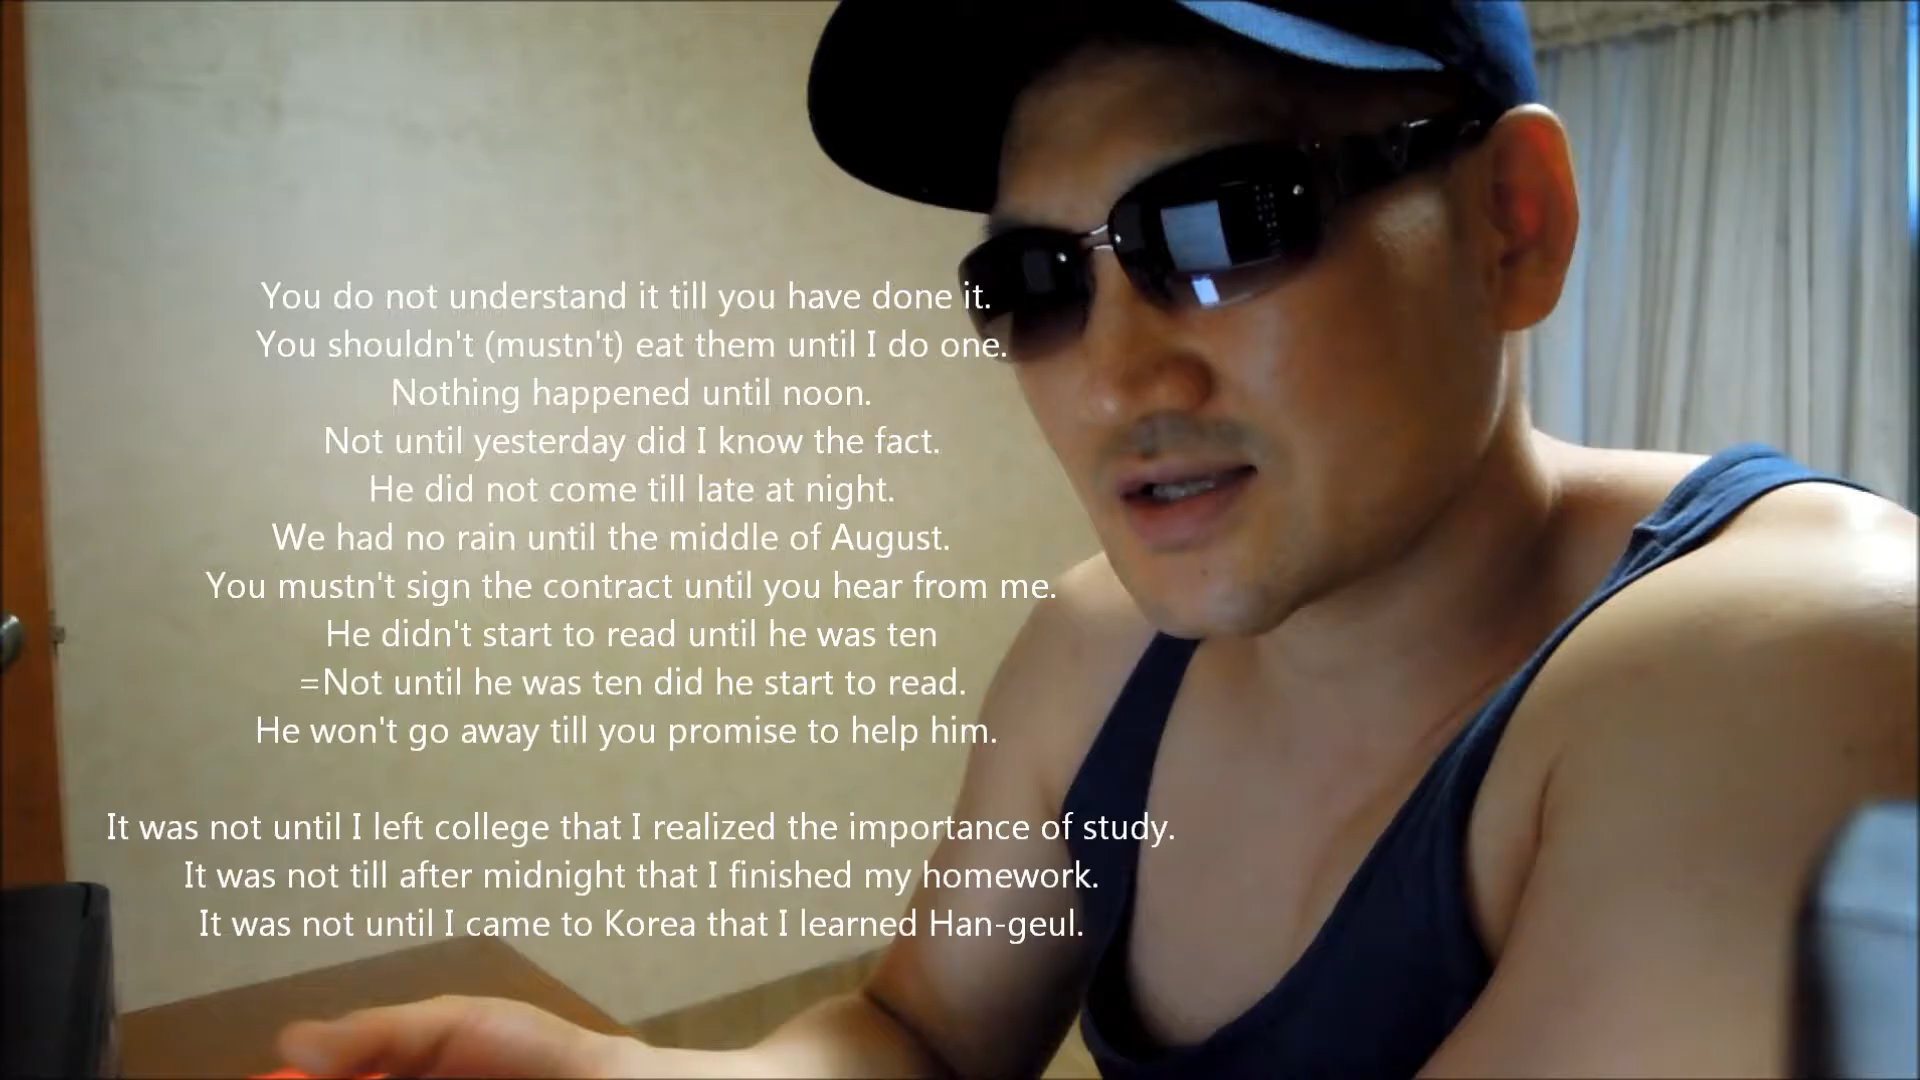 You do not understand it till you have done it.
You shouldn't (mustn't) eat them until I do one.
Nothing happened until noon.
Not until yesterday did I know the fact.
He did not come till late at night.
We had no rain until the middle of August.
You mustn't sign the contract until you hear from me.
He didn't start to read until he was ten
=Not until he was ten did he start to read.
He won't go away till you promise to help him.
It was not until I left college that I realized the importance of study.
It was not till after midnight that I finished my homework.
It was not until I came to Korea that I learned Han-geul.